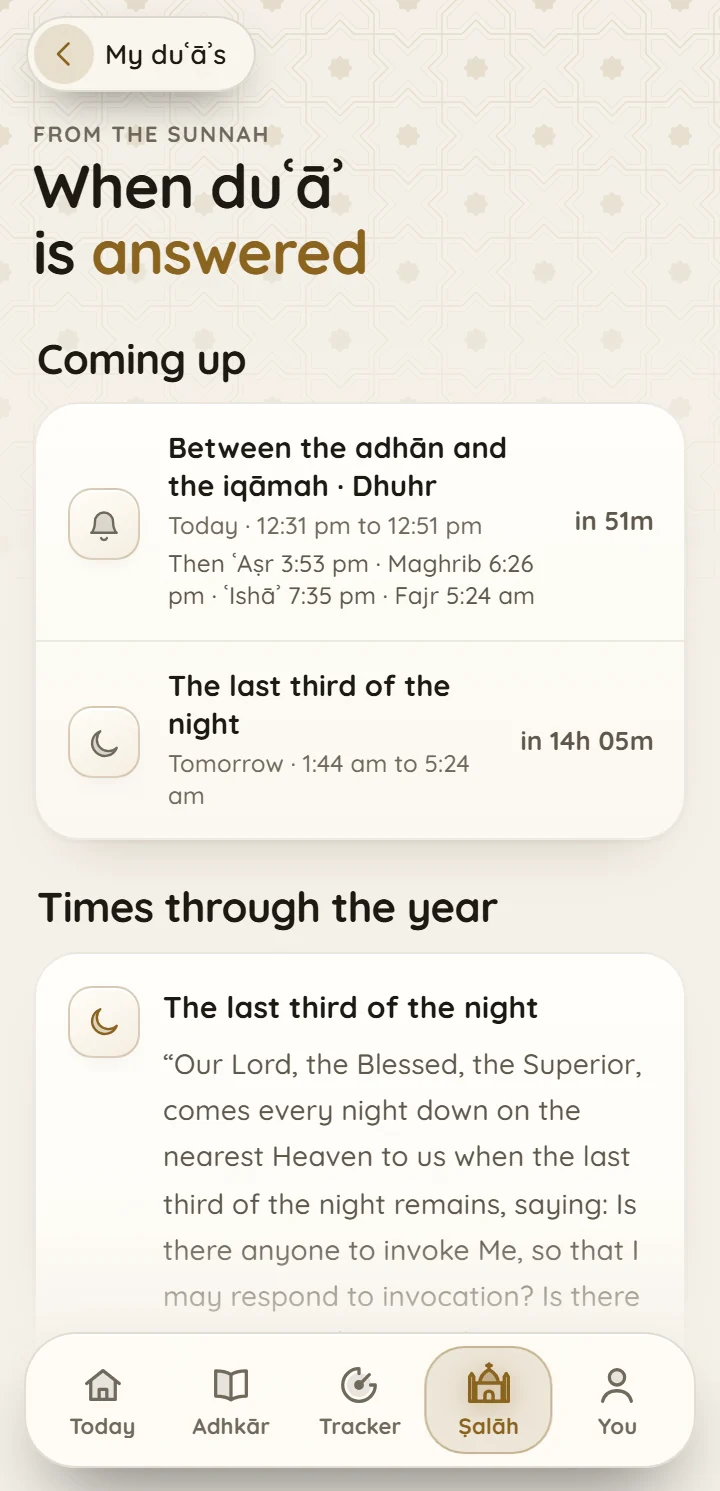 My duʿāʾs
FROM THE SUNNAH
When duʿāʾ
is answered
Coming up
Between the adhān and
the iqāmah · Dhuhr
Today · 12:31 pm to 12:51 pm
Then ʿAṣr 3:53 pm · Maghrib 6:26
pm · ʿIshāʾ 7:35 pm · Fajr 5:24 am
in 51m
The last third of the
night
Tomorrow · 1:44 am to 5:24
am
in 14h 05m
Times through the year
The last third of the night
“Our Lord, the Blessed, the Superior,
comes every night down on the
nearest Heaven to us when the last
third of the night remains, saying: Is
there anyone to invoke Me, so that I
may respond to invocation? Is there
Today
Adhkār
Tracker
Ṣalāh
You